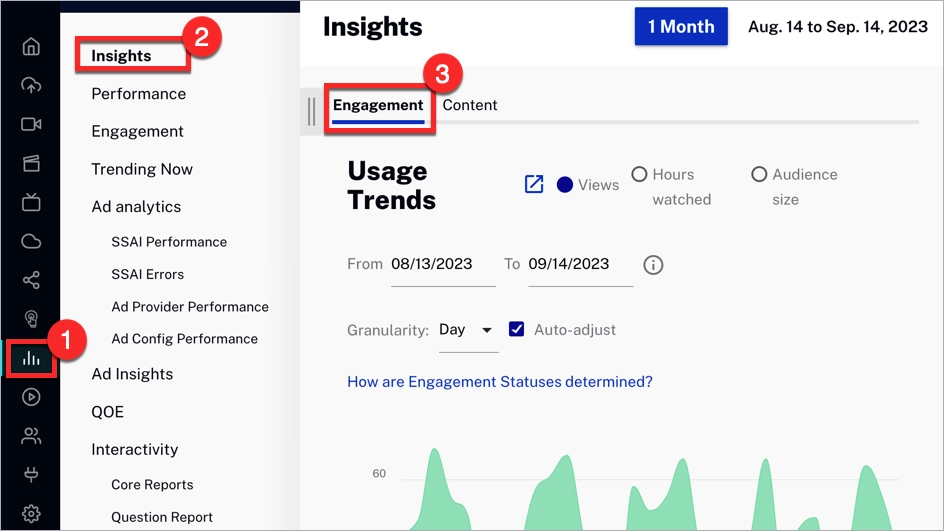 Insights
1 Month
Aug. 14 to Sep. 14, 2023
2
Insights
Performance
Engagement
Trending Now
Ad analytics
SSAI Performance
SSAI Errors
Ad Provider Performance
Ad Config Performance
Ad Insights
QOE
Interactivity
Core Reports
Question Report
1
3
Engagement
Content
Usage
Trends
Views
Hours
watched
Audience
size
From 08/13/2023 To 09/14/2023
Granularity: Day Auto-adjust
How are Engagement Statuses determined?
60